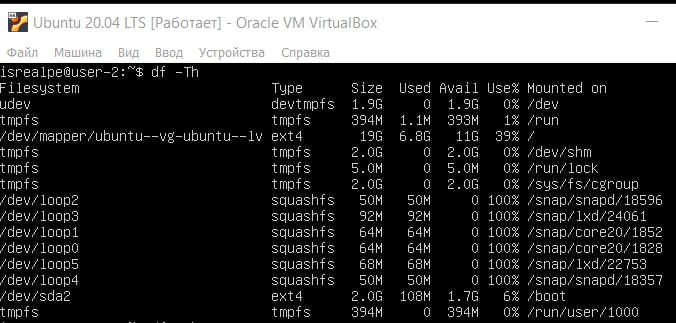 Ubuntu 20.04 LTS [Работает] - Oracle VM VirtualBox
Файл Машина Вид Ввод Устройства Справка
isrealpe@user-2:~$ df -Th
Filesystem Type Size Used Avail Use% Mounted on
udev devtmpfs 1.9G 0 1.9G 0% /dev
tmpfs tmpfs 394M 1.1M 393M 1% /run
/dev/mapper/ubuntu--vg-ubuntu--lv ext4 19G 6.8G 11G 39% /
tmpfs tmpfs 2.0G 0 2.0G 0% /dev/shm
tmpfs tmpfs 5.0M 0 5.0M 0% /run/lock
tmpfs tmpfs 2.0G 0 2.0G 0% /sys/fs/cgroup
/dev/loop2 squashfs 50M 50M 0 100% /snap/snapd/18596
/dev/loop3 squashfs 92M 92M 0 100% /snap/lxd/24061
/dev/loop1 squashfs 64M 64M 0 100% /snap/core20/1852
/dev/loop0 squashfs 64M 64M 0 100% /snap/core20/1828
/dev/loop5 squashfs 68M 68M 0 100% /snap/lxd/22753
/dev/loop4 squashfs 50M 50M 0 100% /snap/snapd/18357
/dev/sda2 ext4 2.0G 108M 1.7G 6% /boot
tmpfs tmpfs 394M 0 394M 0% /run/user/1000